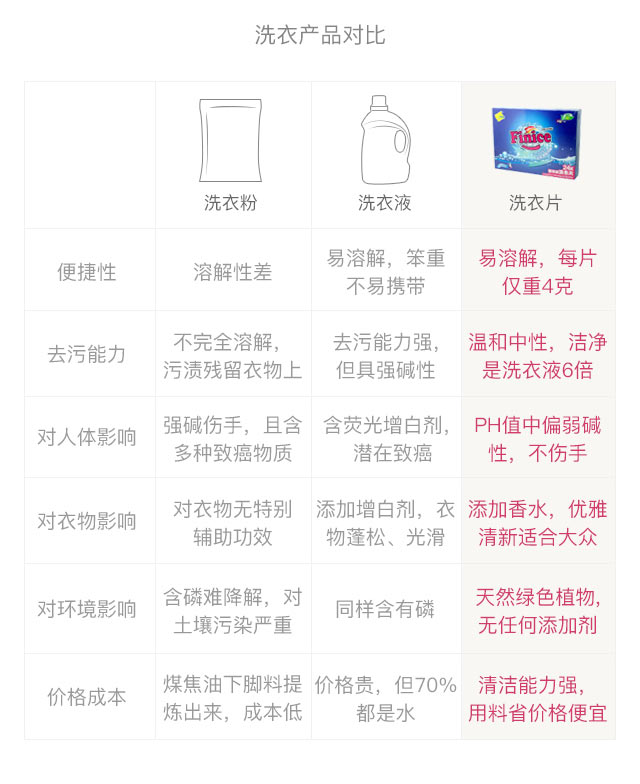 洗衣产品对比
Finice
24片
洗衣粉
洗衣液
洗衣片
便捷性
溶解性差
易溶解，笨重
不易携带
易溶解，每片
仅重4克
去污能力
不完全溶解，
污渍残留衣物上
去污能力强，
但具强碱性
温和中性，洁净
是洗衣液6倍
对人体影响
强碱伤手，且含
多种致癌物质
含荧光增白剂，
潜在致癌
PH值中偏弱碱
性，不伤手
对衣物影响
对衣物无特别
辅助功效
添加增白剂，衣
物蓬松、光滑
添加香水，优雅
清新适合大众
对环境影响
含磷难降解，对
土壤污染严重
同样含有磷
天然绿色植物，
无任何添加剂
价格成本
煤焦油下脚料提
炼出来，成本低
价格贵，但70%
都是水
清洁能力强，
用料省价格便宜